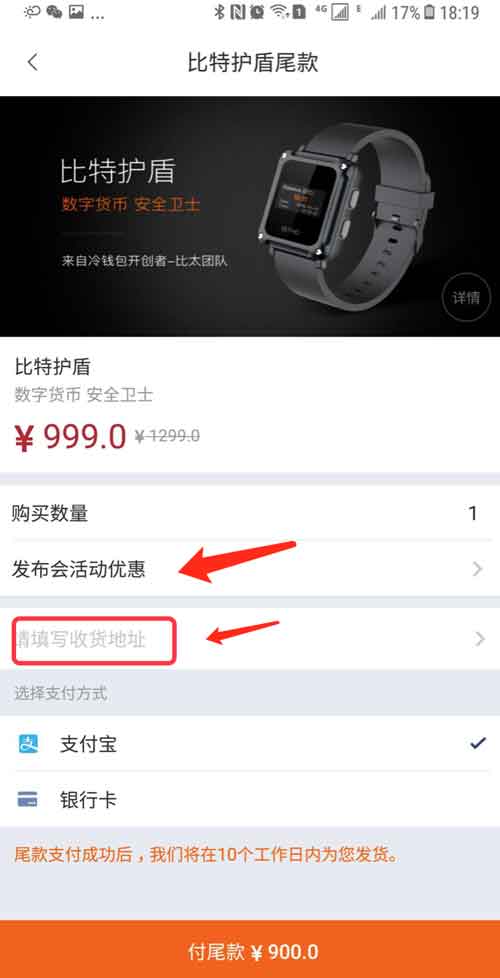 ... 4G E 17% 18:19
比特护盾尾款
比特护盾
数字货币 安全卫士
来自冷钱包开创者-比太团队
详情
比特护盾
数字货币 安全卫士
¥ 999.0 ¥ 1299.0
购买数量 1
发布会活动优惠
请填写收货地址
选择支付方式
支付宝
银行卡
尾款支付成功后，我们将在10个工作日内为您发货。
付尾款 ¥ 900.0